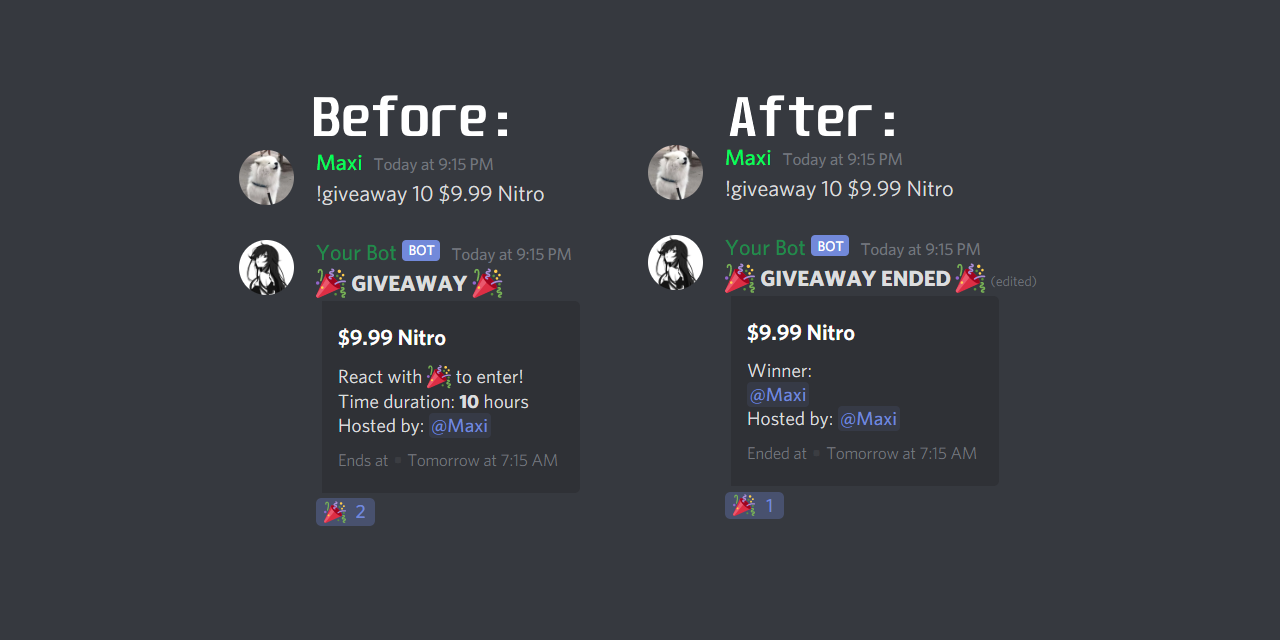 Before:
Maxi Today at 9:15 PM
!giveaway 10 $9.99 Nitro
Your Bot BOT Today at 9:15 PM
🎉 GIVEAWAY 🎉
$9.99 Nitro
React with 🎉 to enter!
Time duration: 10 hours
Hosted by: @Maxi
Ends at • Tomorrow at 7:15 AM
🎉 2
After:
Maxi Today at 9:15 PM
!giveaway 10 $9.99 Nitro
Your Bot BOT Today at 9:15 PM
🎉 GIVEAWAY ENDED 🎉 (edited)
$9.99 Nitro
Winner:
@Maxi
Hosted by: @Maxi
Ended at • Tomorrow at 7:15 AM
🎉 1